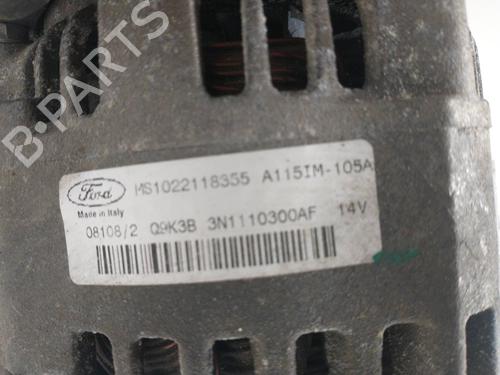 B-PARTS
Ford MS1022118355 A115IM-105A
Made in Italy
08108/2 Q9K3B 3N1110300AF 14V